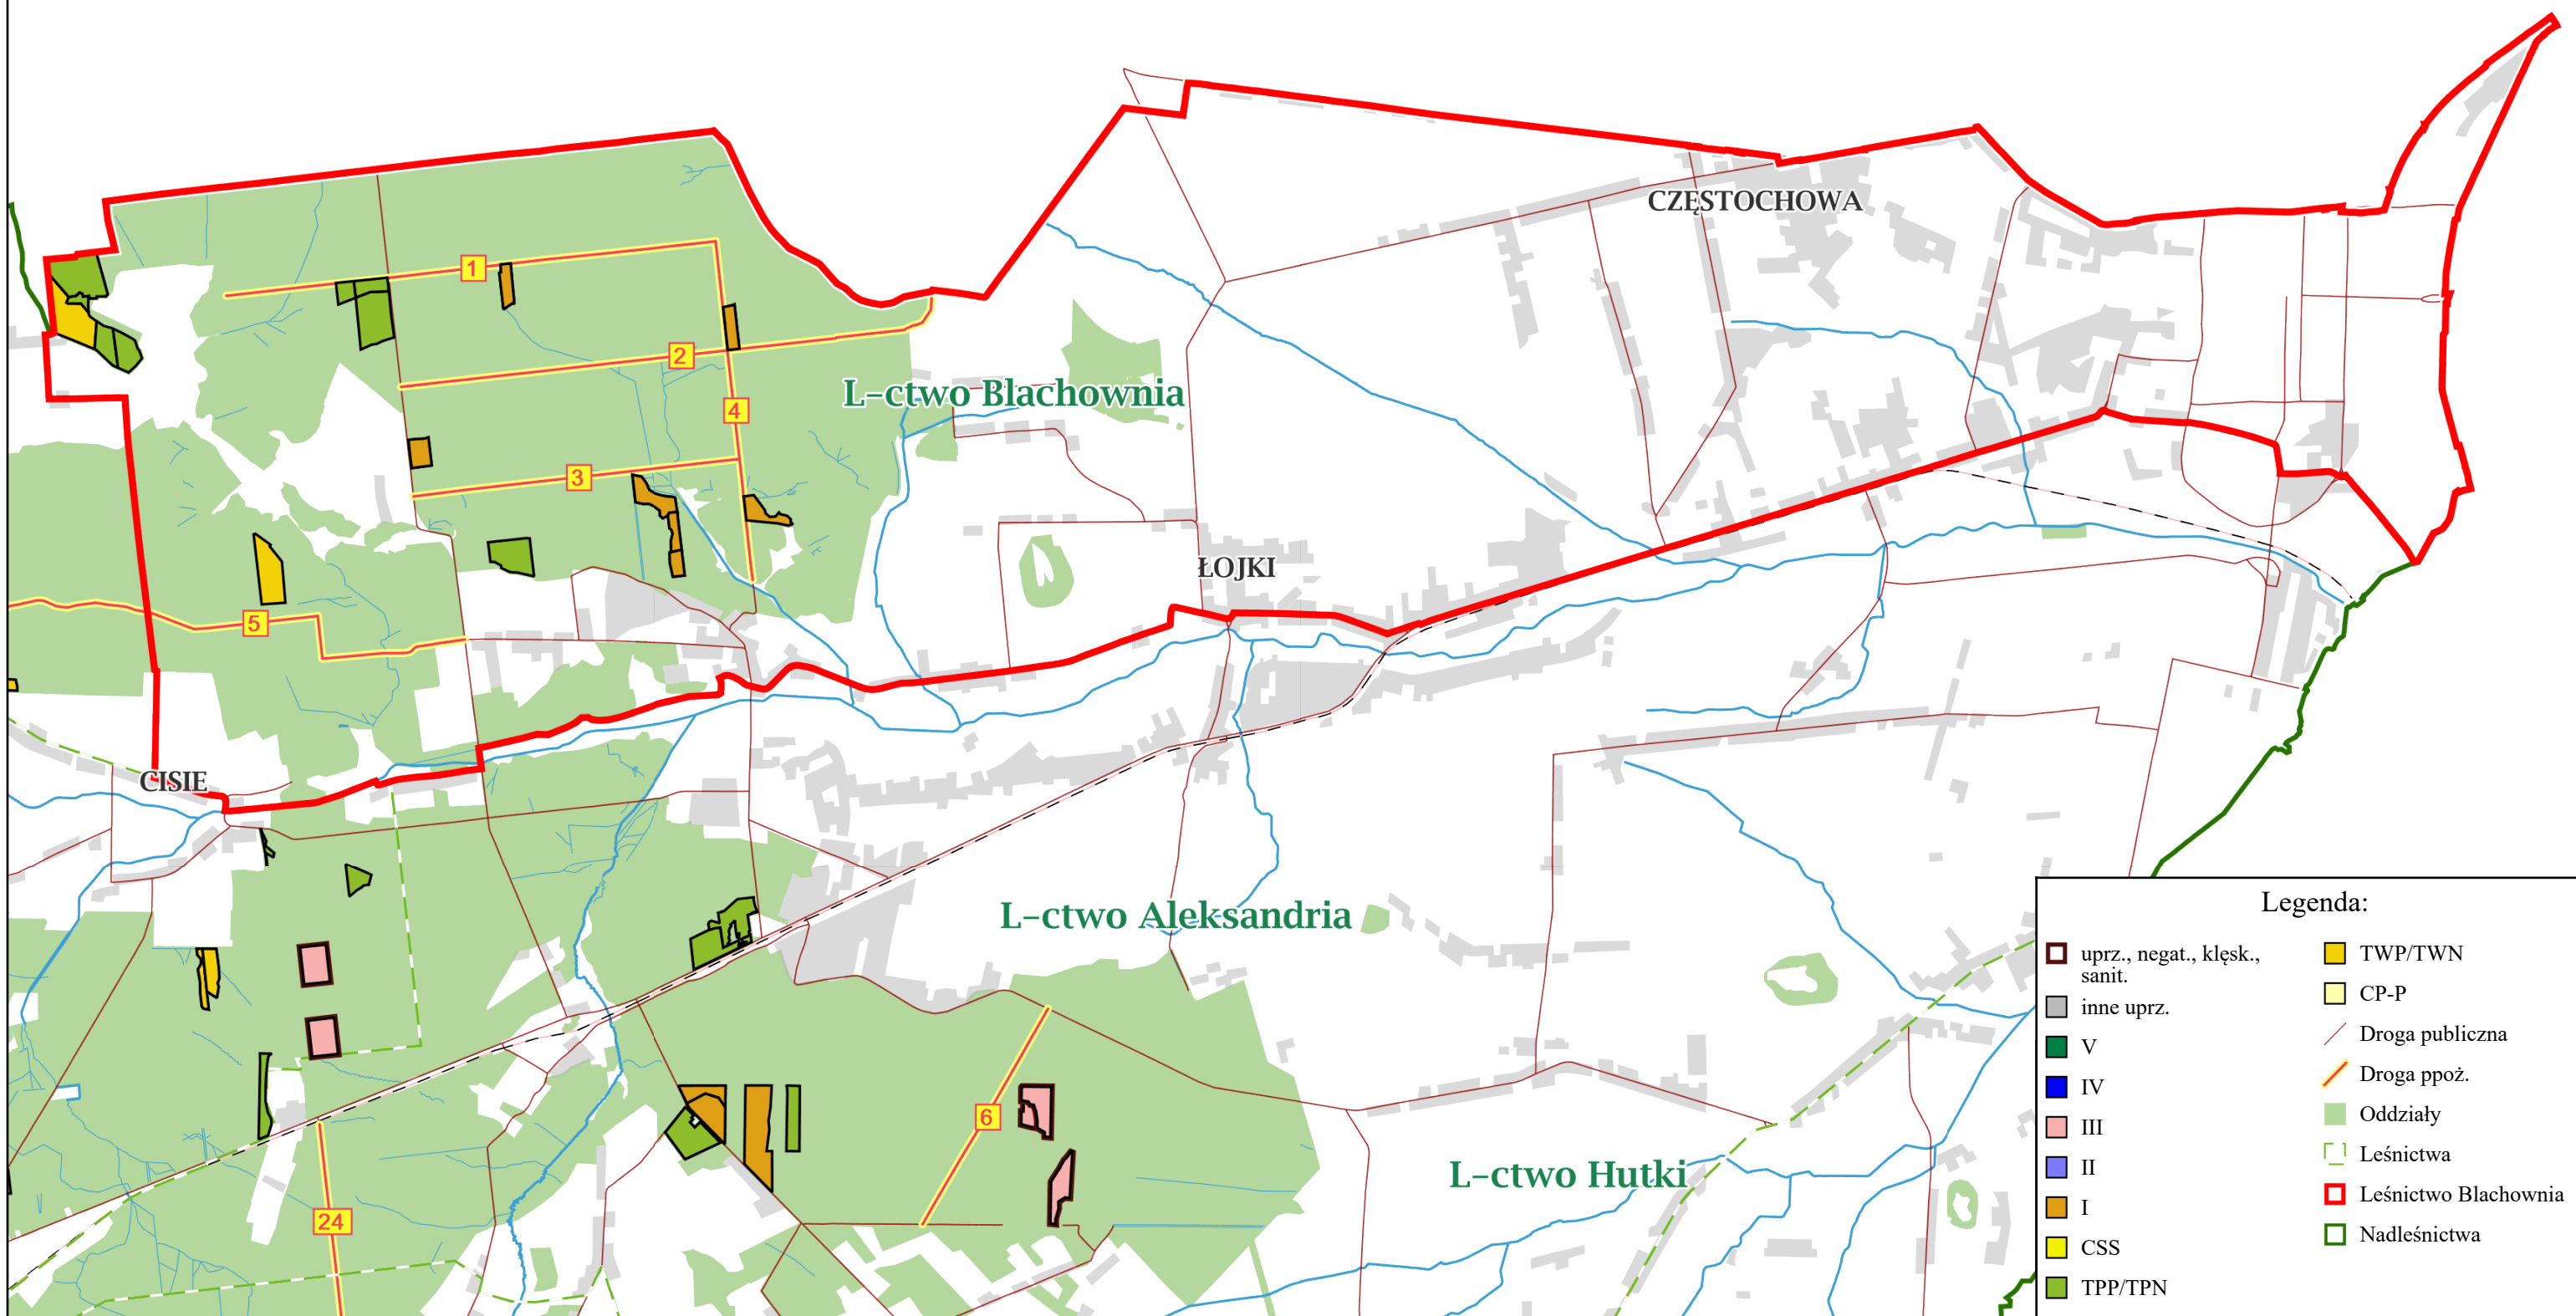 CZĘSTOCHOWA
1
2
L-ctwo Blachownia
4
3
ŁOJKI
5
CISIE
L-ctwo Aleksandria
6
L-ctwo Hutki
24
Legenda:
uprz., negat., klęsk.,
sanit.
inne uprz.
V
IV
III
II
I
CSS
TPP/TPN
TWP/TWN
CP-P
Droga publiczna
Droga ppoż.
Oddziały
Leśnictwa
Leśnictwo Blachownia
Nadleśnictwa